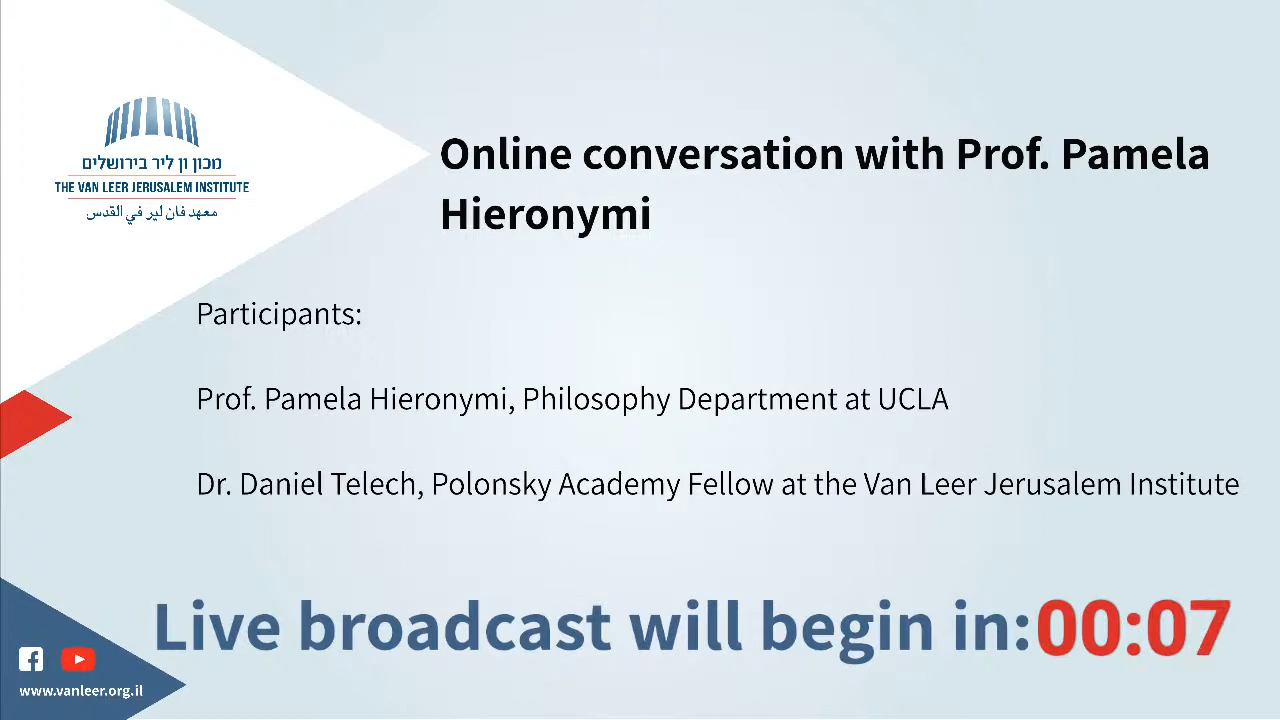 מכון ון ליר בירושלים
THE VAN LEER JERUSALEM INSTITUTE
معهد فان لير في القدس
Online conversation with Prof. Pamela
Hieronymi
Participants:
Prof. Pamela Hieronymi, Philosophy Department at UCLA
Dr. Daniel Telech, Polonsky Academy Fellow at the Van Leer Jerusalem Institute
Live broadcast will begin in:00:07
www.vanleer.org.il